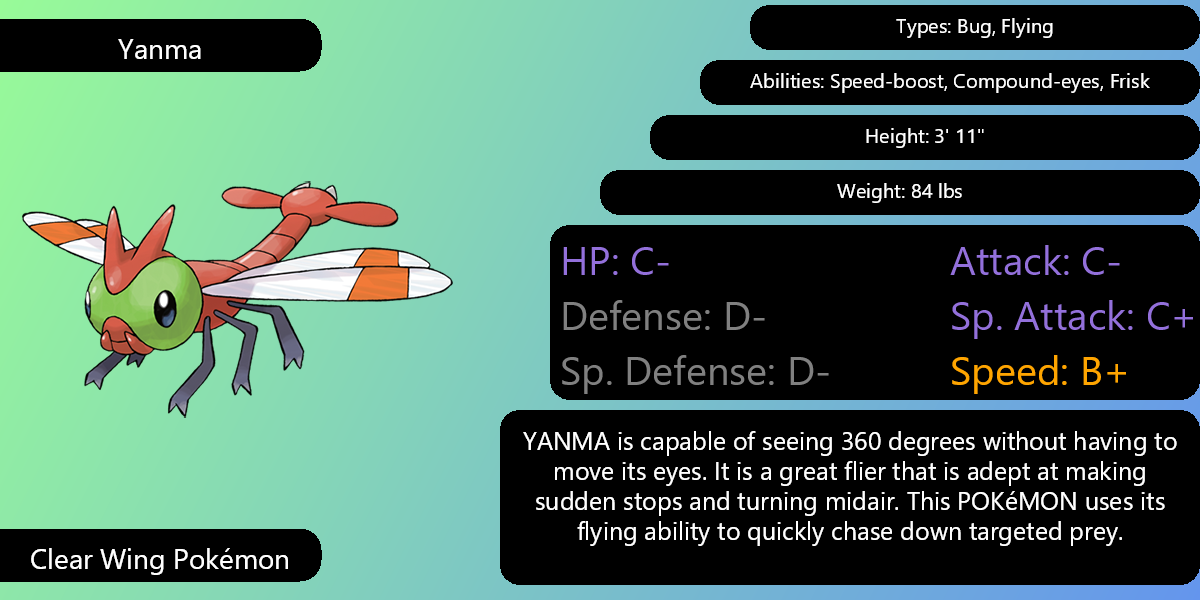 Yanma
Types: Bug, Flying
Abilities: Speed-boost, Compound-eyes, Frisk
Height: 3' 11"
Weight: 84 lbs
HP: C-
Attack: C-
Defense: D-
Sp. Attack: C+
Sp. Defense: D-
Speed: B+
YANMA is capable of seeing 360 degrees without having to
move its eyes. It is a great flier that is adept at making
sudden stops and turning midair. This POKéMON uses its
flying ability to quickly chase down targeted prey.
Clear Wing Pokémon